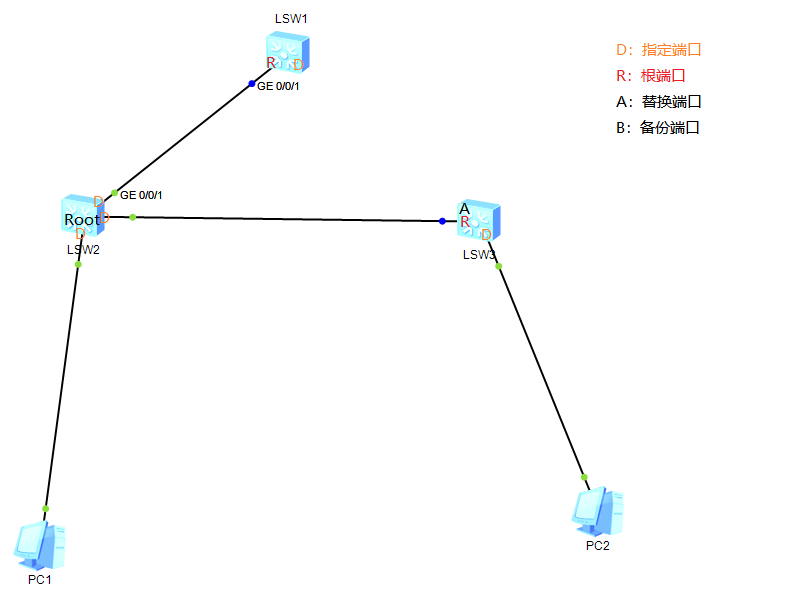 LSW1
R D
GE 0/0/1
D：指定端口
R：根端口
A：替换端口
B：备份端口
D
GE 0/0/1
Root D
D
LSW2
A
R
D
LSW3
PC1
PC2